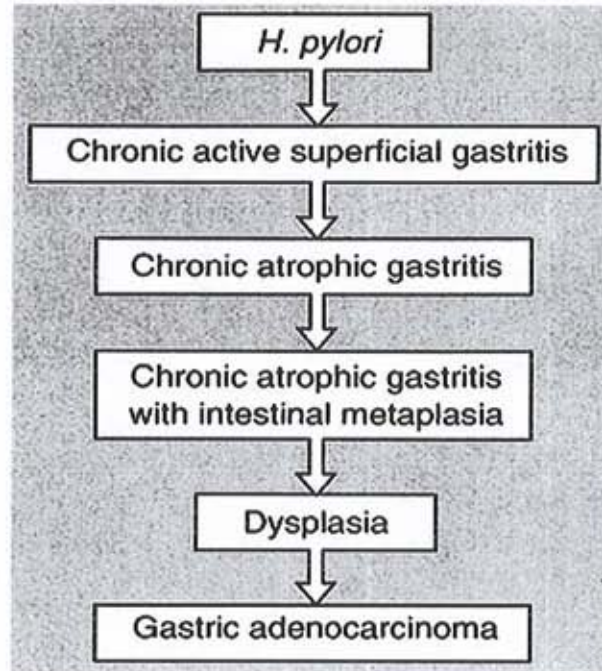 H. pylori
Chronic active superficial gastritis
Chronic atrophic gastritis
Chronic atrophic gastritis
with intestinal metaplasia
Dysplasia
Gastric adenocarcinoma